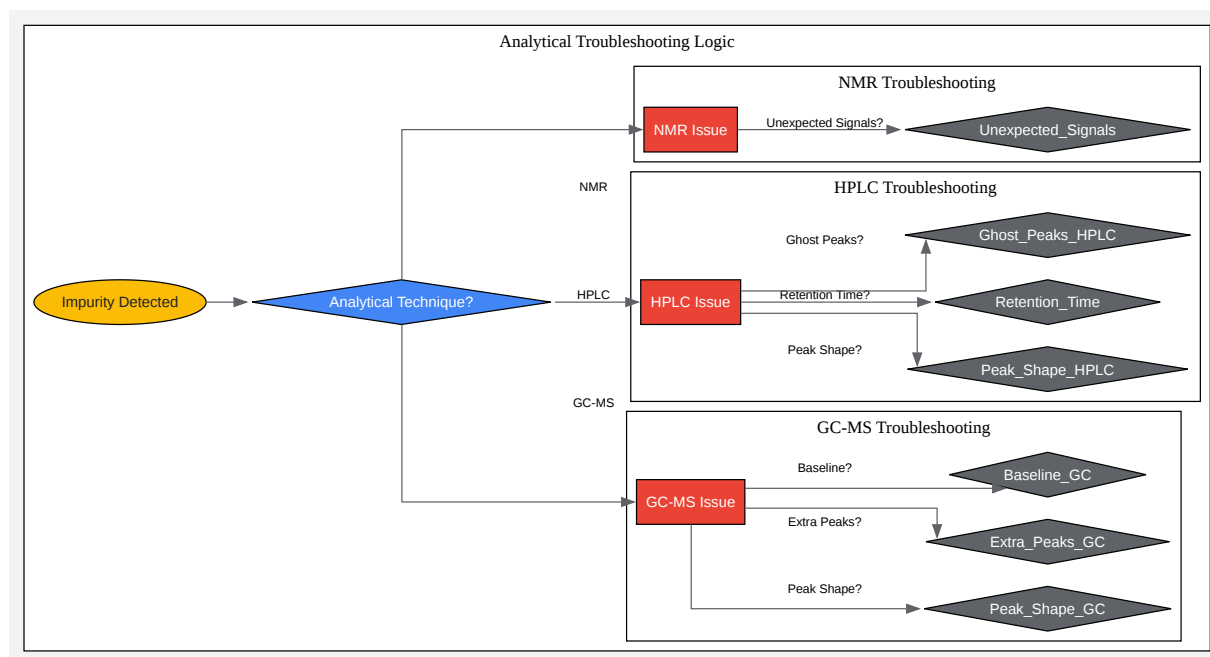 Analytical Troubleshooting Logic
NMR Troubleshooting
NMR Issue
Unexpected Signals?
Unexpected_Signals
NMR
HPLC Troubleshooting
Ghost Peaks?
Ghost_Peaks_HPLC
Impurity Detected
Analytical Technique?
HPLC
HPLC Issue
Retention Time?
Retention_Time
Peak Shape?
Peak_Shape_HPLC
GC-MS
GC-MS Troubleshooting
Baseline?
Baseline_GC
GC-MS Issue
Extra Peaks?
Extra_Peaks_GC
Peak Shape?
Peak_Shape_GC